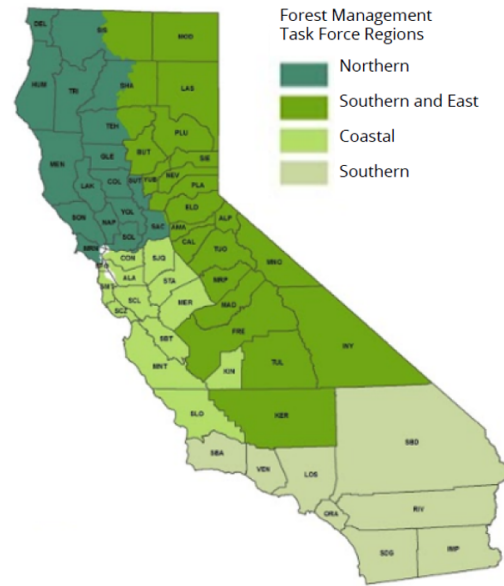 Forest Management
Task Force Regions
Northern
Southern and East
Coastal
Southern
DEL
SIS
MOD
HUM
TRI
SHA
LAS
TEH
PLU
MEN
GLE
BUT
SIE
LAK
COL
SUT
YUB
NEV
PLA
SON
NAP
YOL
ELD
SOL
SAC
AMA
ALP
MRN
CAL
CON
SJQ
TUO
MNO
ALA
STA
MRP
SCL
MER
MAD
SCZ
SBT
FRE
INY
MNT
KIN
TUL
SLO
KER
SBD
SBA
VEN
LOS
ORA
RIV
SDG
IMP